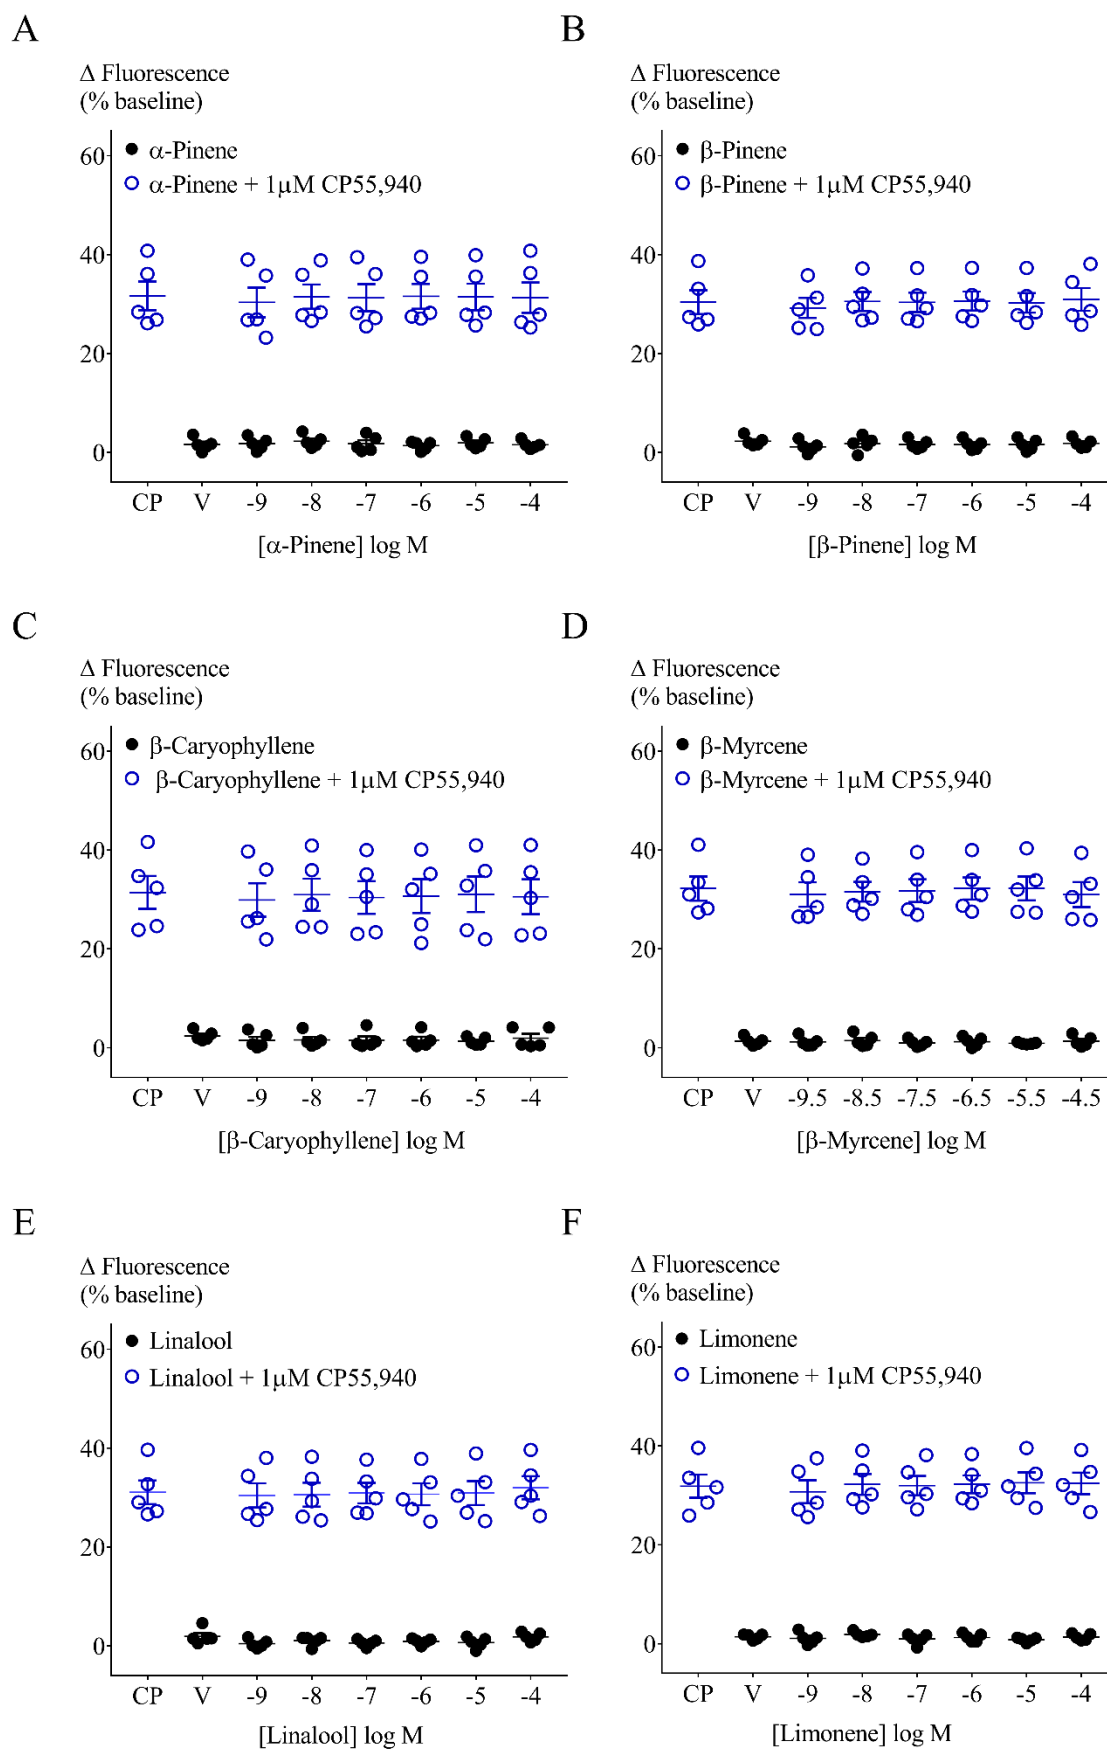 A
Δ Fluorescence
(% baseline)
α-Pinene
α-Pinene + 1μM CP55,940
60
40
20
0
CP V -9 -8 -7 -6 -5 -4
[α-Pinene] log M
B
Δ Fluorescence
(% baseline)
β-Pinene
β-Pinene + 1μM CP55,940
60
40
20
0
CP V -9 -8 -7 -6 -5 -4
[β-Pinene] log M
C
Δ Fluorescence
(% baseline)
β-Caryophyllene
β-Caryophyllene + 1μM CP55,940
60
40
20
0
CP V -9 -8 -7 -6 -5 -4
[β-Caryophyllene] log M
D
Δ Fluorescence
(% baseline)
β-Myrcene
β-Myrcene + 1μM CP55,940
60
40
20
0
CP V -9.5 -8.5 -7.5 -6.5 -5.5 -4.5
[β-Myrcene] log M
E
Δ Fluorescence
(% baseline)
Linalool
Linalool + 1μM CP55,940
60
40
20
0
CP V -9 -8 -7 -6 -5 -4
[Linalool] log M
F
Δ Fluorescence
(% baseline)
Limonene
Limonene + 1μM CP55,940
60
40
20
0
CP V -9 -8 -7 -6 -5 -4
[Limonene] log M